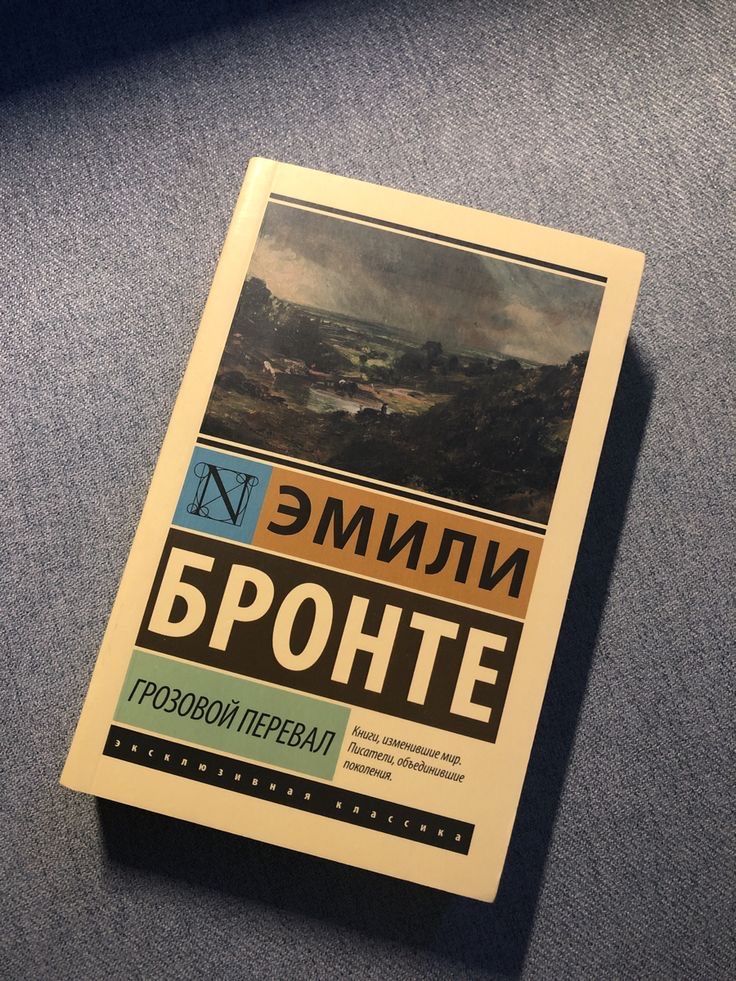 N ЭМИЛИ
БРОНТЕ
ГРОЗОВОЙ ПЕРЕВАЛ
Книги, изменившие мир.
Писатели, объединившие
поколения.
эксклюзивная классика